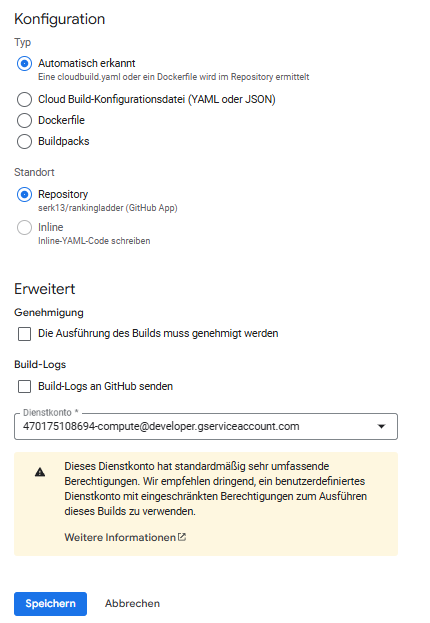 Konfiguration
Typ
Automatisch erkannt
Eine cloudbuild.yaml oder ein Dockerfile wird im Repository ermittelt
Cloud Build-Konfigurationsdatei (YAML oder JSON)
Dockerfile
Buildpacks
Standort
Repository
serk13/rankingladder (GitHub App)
Inline
Inline-YAML-Code schreiben
Erweitert
Genehmigung
Die Ausführung des Builds muss genehmigt werden
Build-Logs
Build-Logs an GitHub senden
Dienstkonto *
470175108694-compute@developer.gserviceaccount.com
Dieses Dienstkonto hat standardmäßig sehr umfassende
Berechtigungen. Wir empfehlen dringend, ein benutzerdefiniertes
Dienstkonto mit eingeschränkten Berechtigungen zum Ausführen
dieses Builds zu verwenden.
Weitere Informationen
Speichern
Abbrechen